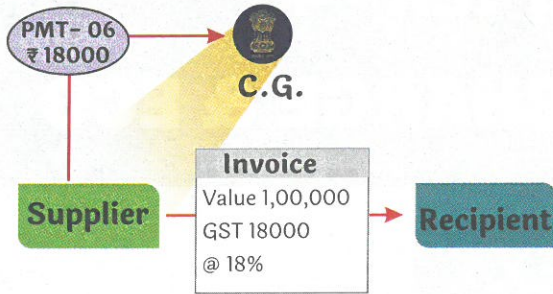 PMT- 06
₹ 18000
C.G.
Invoice
Value 1,00,000
GST 18000
@ 18%
Supplier
Recipient